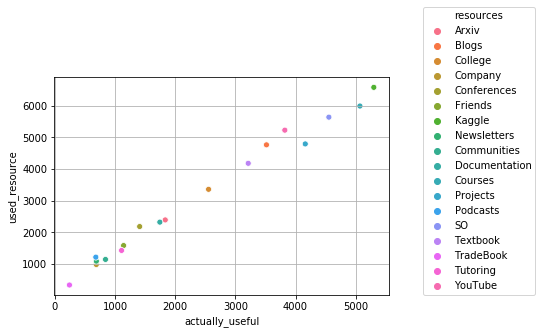 resources
Arxiv
Blogs
College
Company
Conferences
Friends
Kaggle
Newsletters
Communities
Documentation
Courses
Projects
Podcasts
SO
Textbook
TradeBook
Tutoring
YouTube
6000
5000
4000
3000
2000
1000
used_resource
0 1000 2000 3000 4000 5000
actually_useful